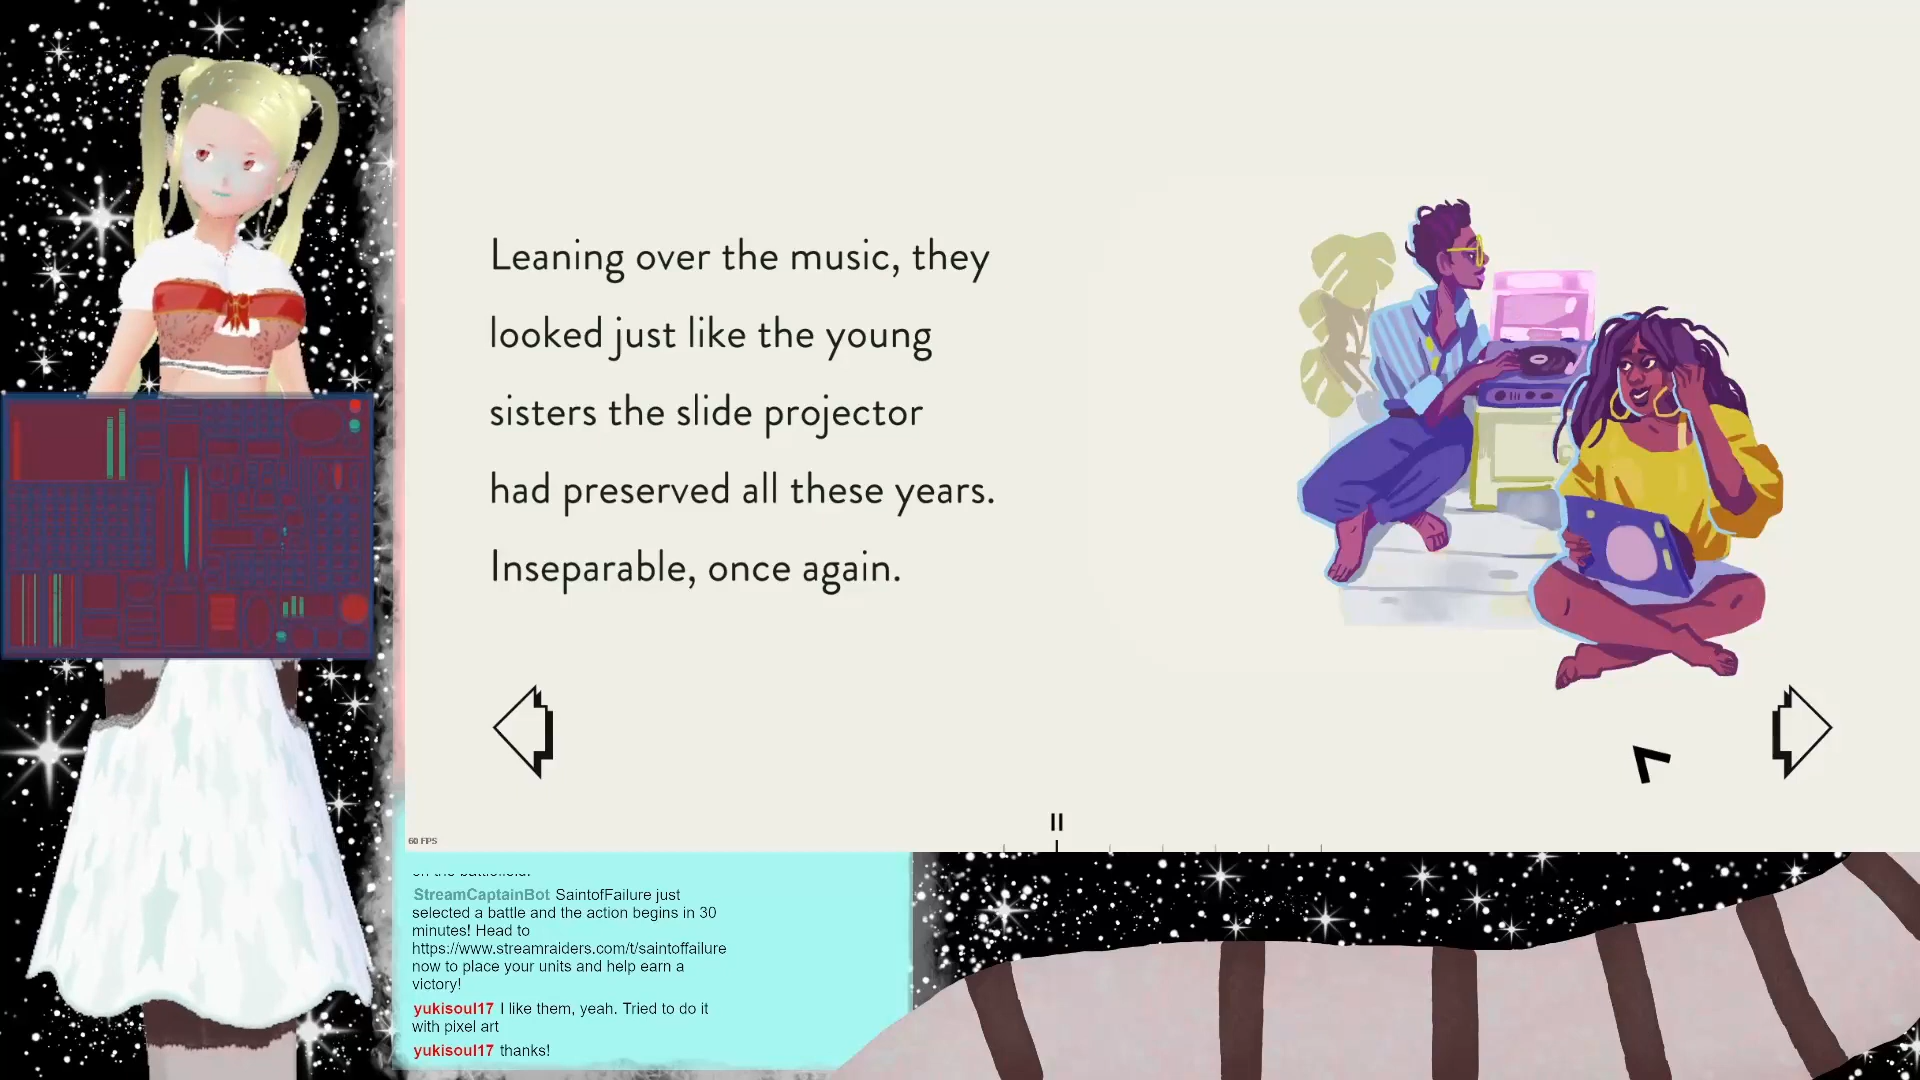 Leaning over the music, they
looked just like the young
sisters the slide projector
had preserved all these years.
Inseparable, once again.
60 FPS
on the battlefield.
StreamCaptainBot SaintofFailure just
selected a battle and the action begins in 30
minutes! Head to
https://www.streamraiders.com/t/saintoffailure
now to place your units and help earn a
victory!
yukisoul17 I like them, yeah. Tried to do it
with pixel art
yukisoul17 thanks!